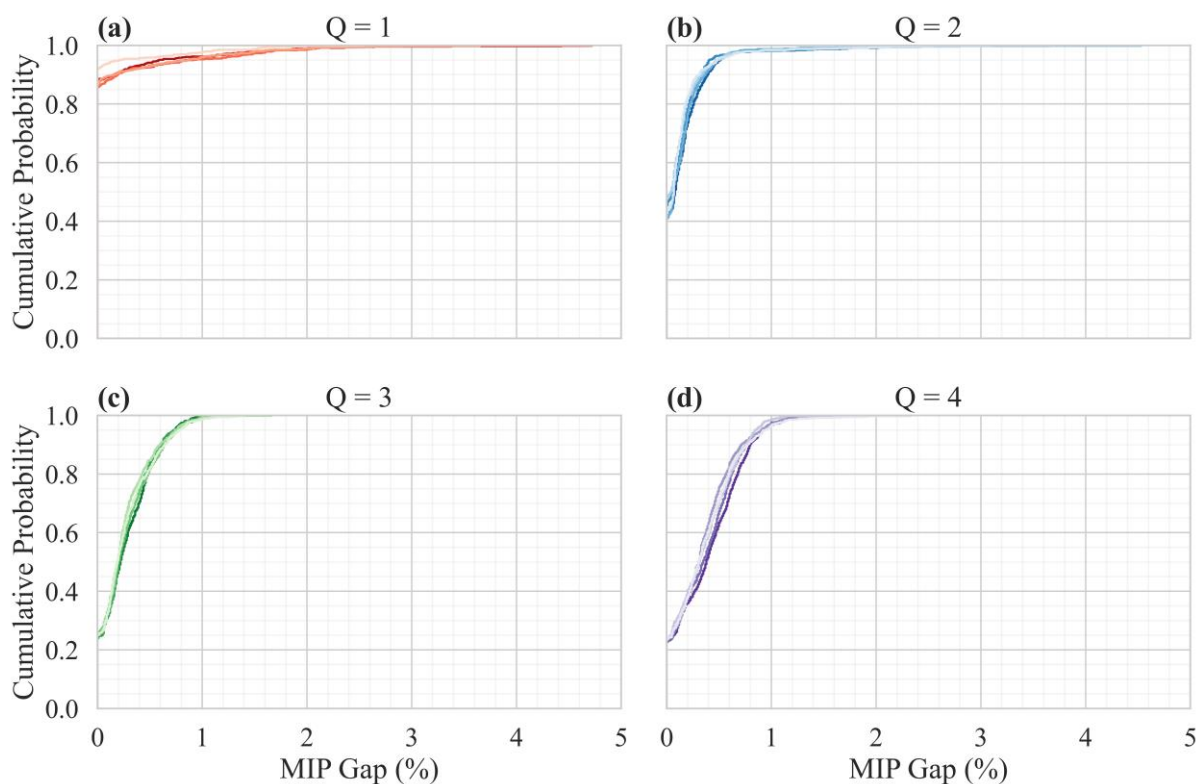 (a) Q = 1
(b) Q = 2
Cumulative Probability
1.0
0.8
0.6
0.4
0.2
0.0
(c) Q = 3
(d) Q = 4
Cumulative Probability
1.0
0.8
0.6
0.4
0.2
0.0
0 1 2 3 4 5
MIP Gap (%)
0 1 2 3 4 5
MIP Gap (%)